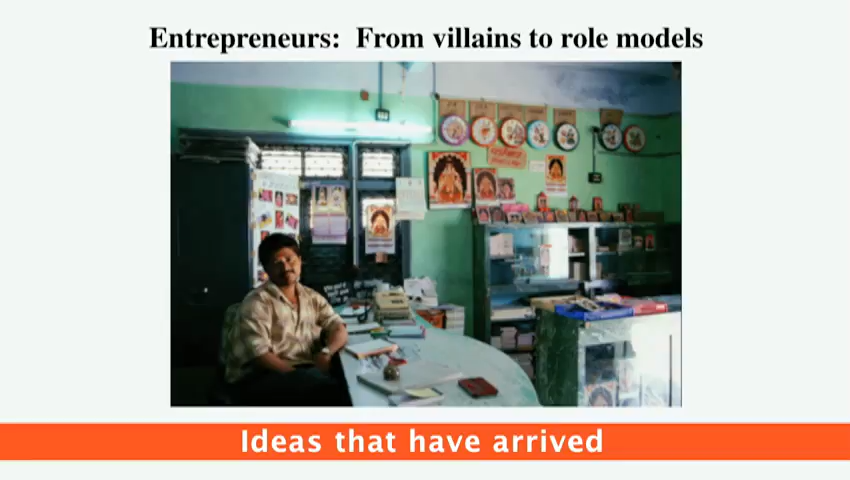 Entrepreneurs: From villains to role models
Ideas that have arrived